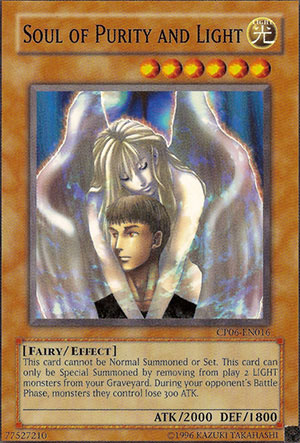 SOUL OF PURITY AND LIGHT
LIGHT
光
CP06-EN016
[FAIRY/EFFECT]
This card cannot be Normal Summoned or Set. This card can
only be Special Summoned by removing from play 2 LIGHT
monsters from your Graveyard. During your opponent's Battle
Phase, monsters they control lose 300 ATK.
ATK/2000 DEF/1800
77527210
©1996 KAZUKI TAKAHASHI